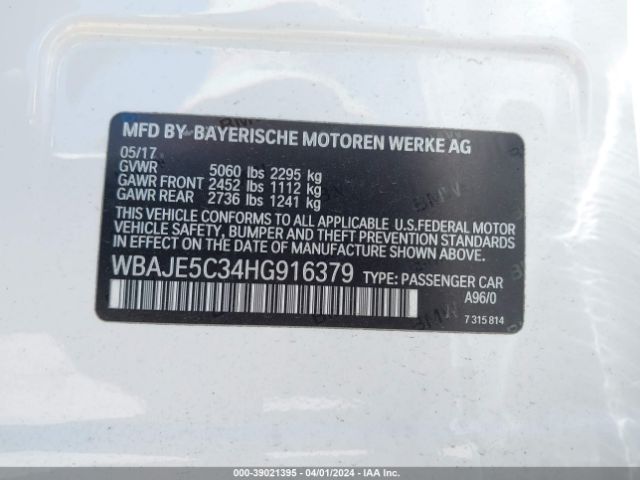 MFD BY BAYERISCHE MOTOREN WERKE AG
05/17
GVWR 5060 lbs 2295 kg
GAWR FRONT 2452 lbs 1112 kg
GAWR REAR 2736 lbs 1241 kg
THIS VEHICLE CONFORMS TO ALL APPLICABLE U.S.FEDERAL MOTOR
VEHICLE SAFETY, BUMPER AND THEFT PREVENTION STANDARDS
IN EFFECT ON THE DATE OF MANUFACTURE SHOWN ABOVE.
WBAJE5C34HG916379 TYPE: PASSENGER CAR
A96/0
7 315 814
000-39021395 - 04/01/2024 - IAA Inc.